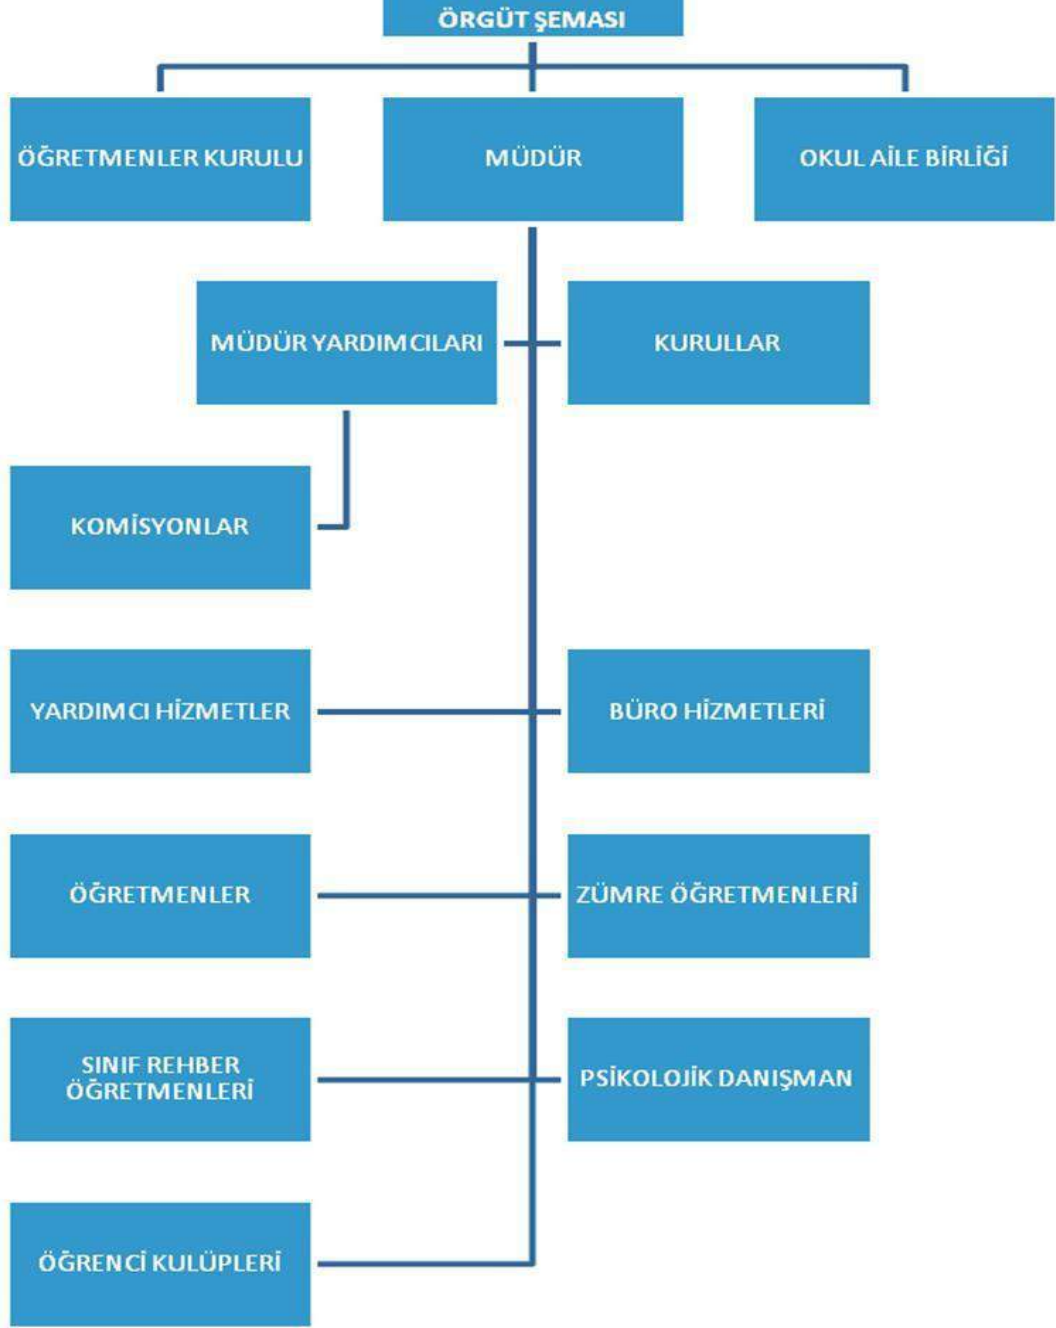 ÖRGÜT ŞEMASI
ÖĞRETMENLER KURULU
MÜDÜR
OKUL AİLE BİRLİĞİ
MÜDÜR YARDIMCILARI
KURULLAR
KOMİSYONLAR
YARDIMCI HİZMETLER
BÜRO HİZMETLERİ
ÖĞRETMENLER
ZÜMRE ÖĞRETMENLERİ
SINIF REHBER
ÖĞRETMENLERİ
PSİKOLOJİK DANIŞMAN
ÖĞRENCİ KULÜPLERİ